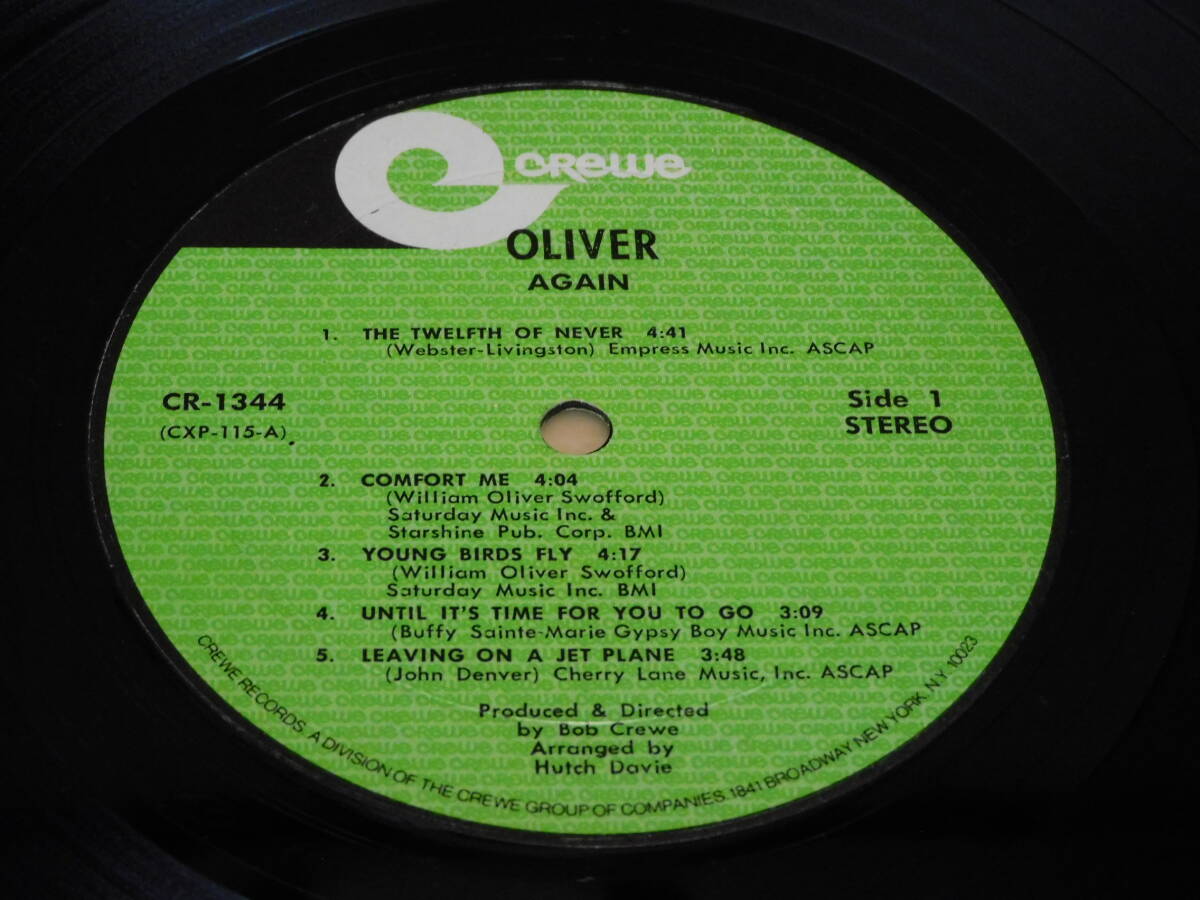 crewe
OLIVER
AGAIN
1. THE TWELFTH OF NEVER 4:41
(Webster-Livingston) Empress Music Inc. ASCAP
CR-1344
(CXP-115-A)
Side 1
STEREO
2. COMFORT ME 4:04
(William Oliver Swofford)
Saturday Music Inc. &
Starshine Pub. Corp. BMI
3. YOUNG BIRDS FLY 4:17
(William Oliver Swofford)
Saturday Music Inc. BMI
4. UNTIL IT'S TIME FOR YOU TO GO 3:09
(Buffy Sainte-Marie Gypsy Boy Music Inc. ASCAP
5. LEAVING ON A JET PLANE 3:48
(John Denver) Cherry Lane Music, Inc. ASCAP
Produced & Directed
by Bob Crewe
Arranged by
Hutch Davie
CREWE RECORDS, A DIVISION OF THE CREWE GROUP OF COMPANIES, 1841 BROADWAY NEW YORK, N.Y. 10023